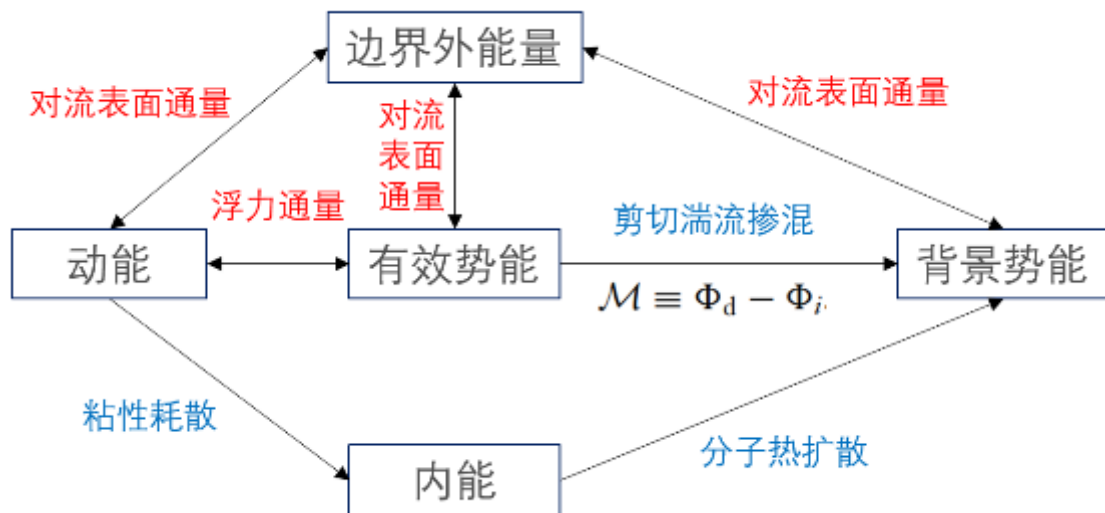 边界外能量
对流表面通量
对流
表面
通量
对流表面通量
浮力通量
剪切湍流掺混
动能
有效势能
背景势能
ℳ ≡ Φd − Φi
粘性耗散
分子热扩散
内能